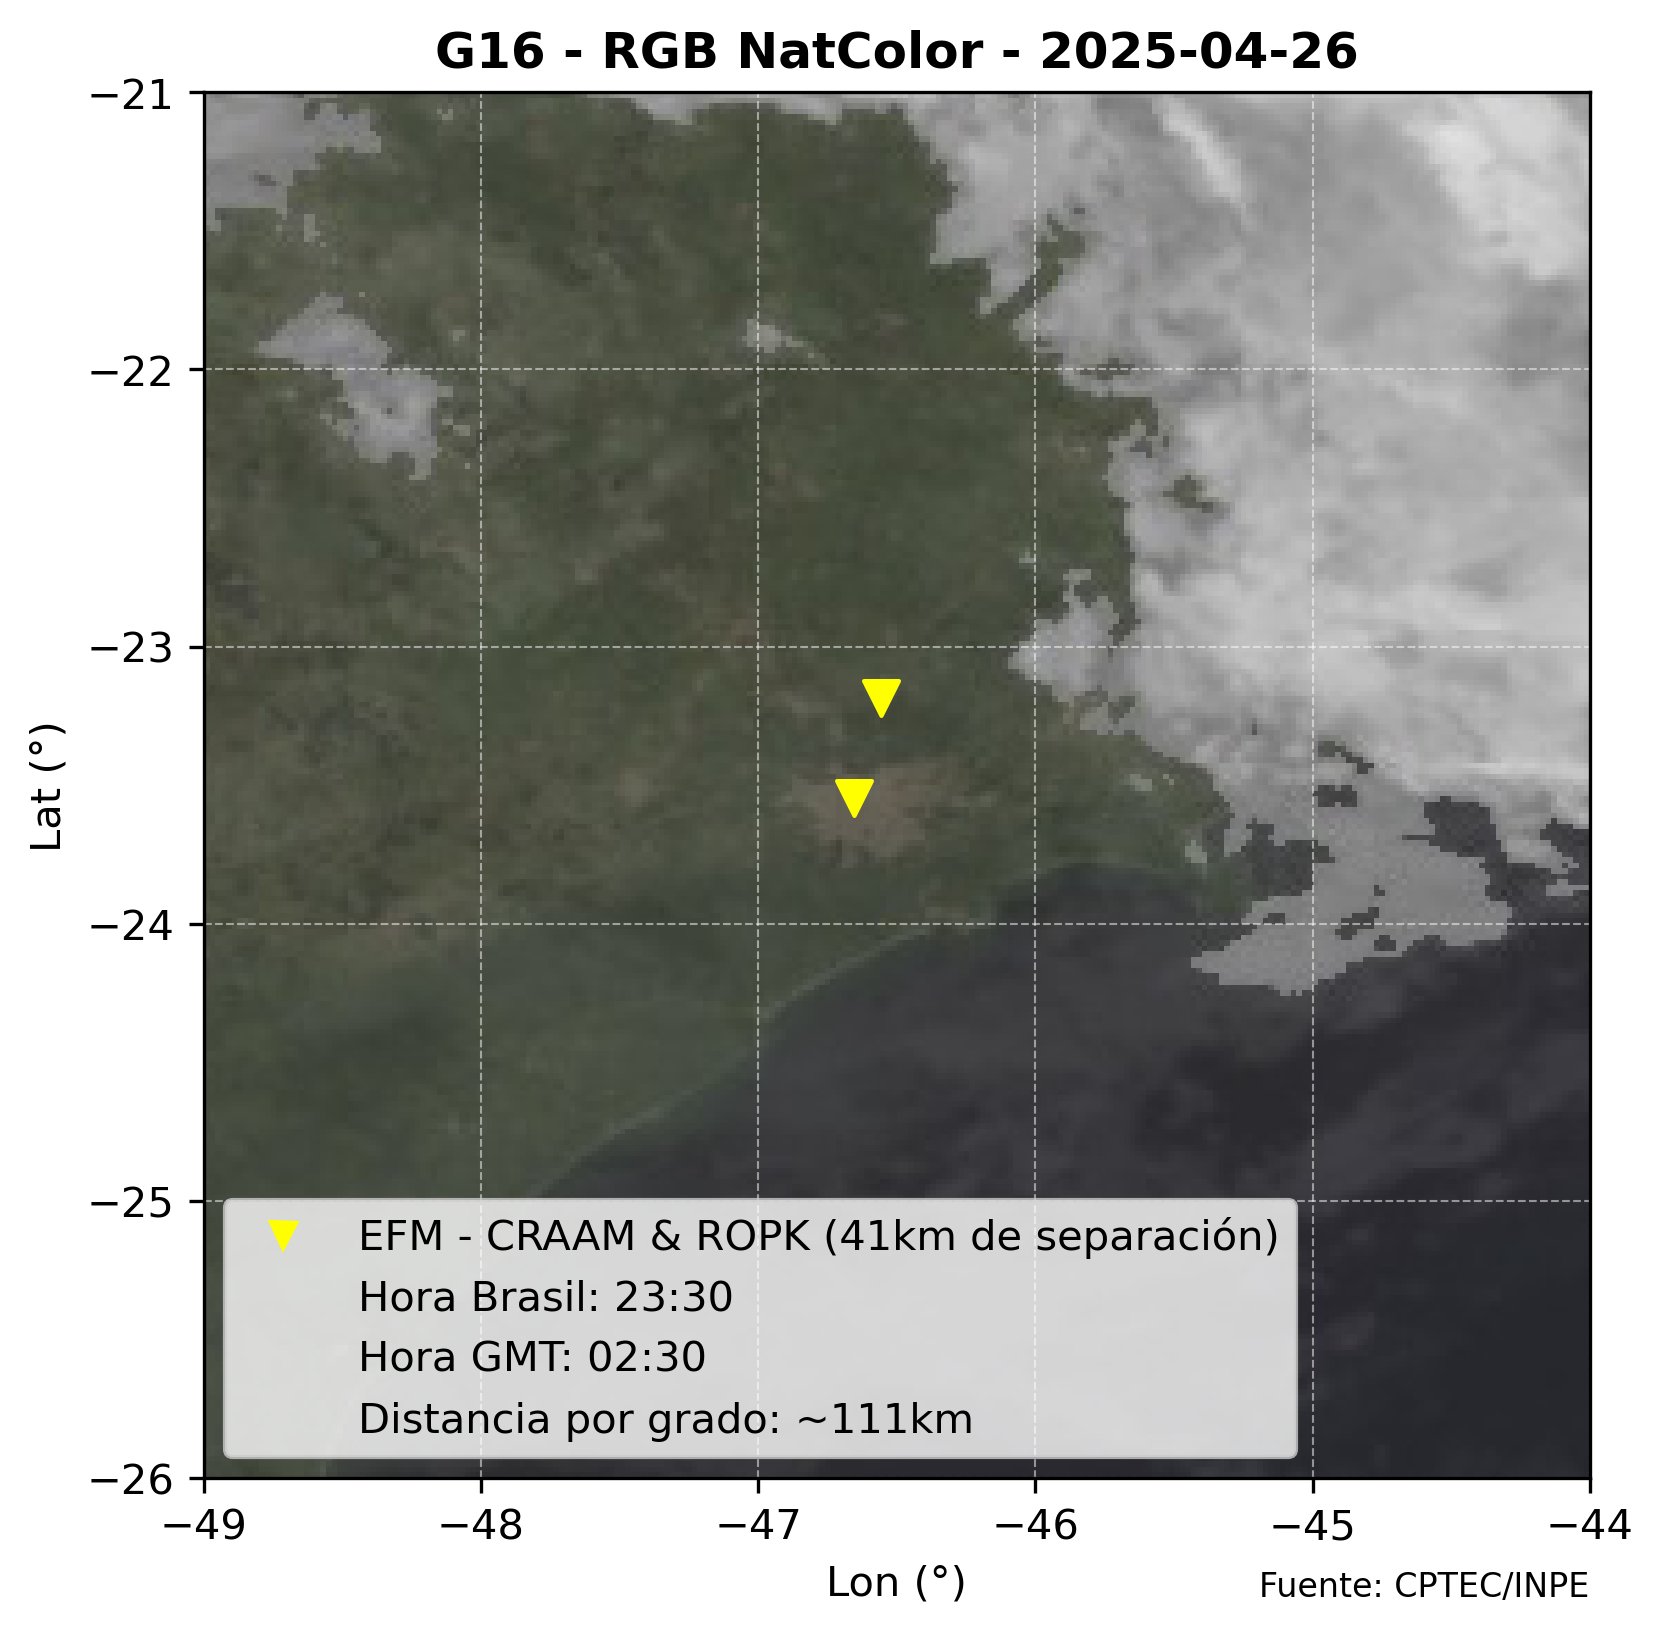 G16 - RGB NatColor - 2025-04-26
−21
−22
−23
−24
−25
−26
Lat (°)
EFM - CRAAM & ROPK (41km de separación)
Hora Brasil: 23:30
Hora GMT: 02:30
Distancia por grado: ~111km
−49 −48 −47 −46 −45 −44
Lon (°)
Fuente: CPTEC/INPE